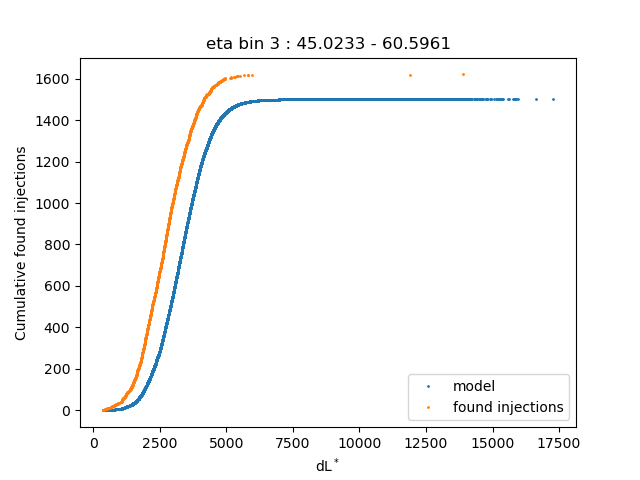 eta bin 3 : 45.0233 - 60.5961
Cumulative found injections
1600
1400
1200
1000
800
600
400
200
0
0 2500 5000 7500 10000 12500 15000 17500
dL*
model
found injections